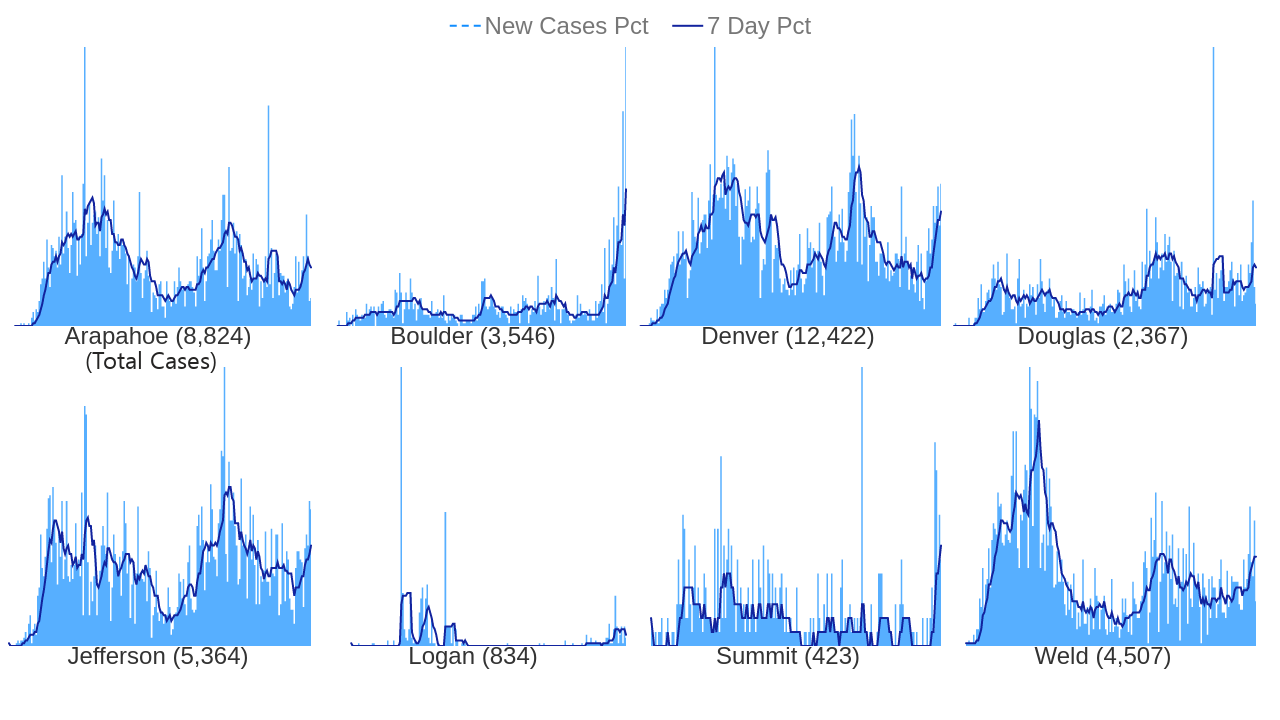 New Cases Pct 7 Day Pct
Arapahoe (8,824) Boulder (3,546) Denver (12,422) Douglas (2,367)
(Total Cases)
Jefferson (5,364) Logan (834) Summit (423) Weld (4,507)